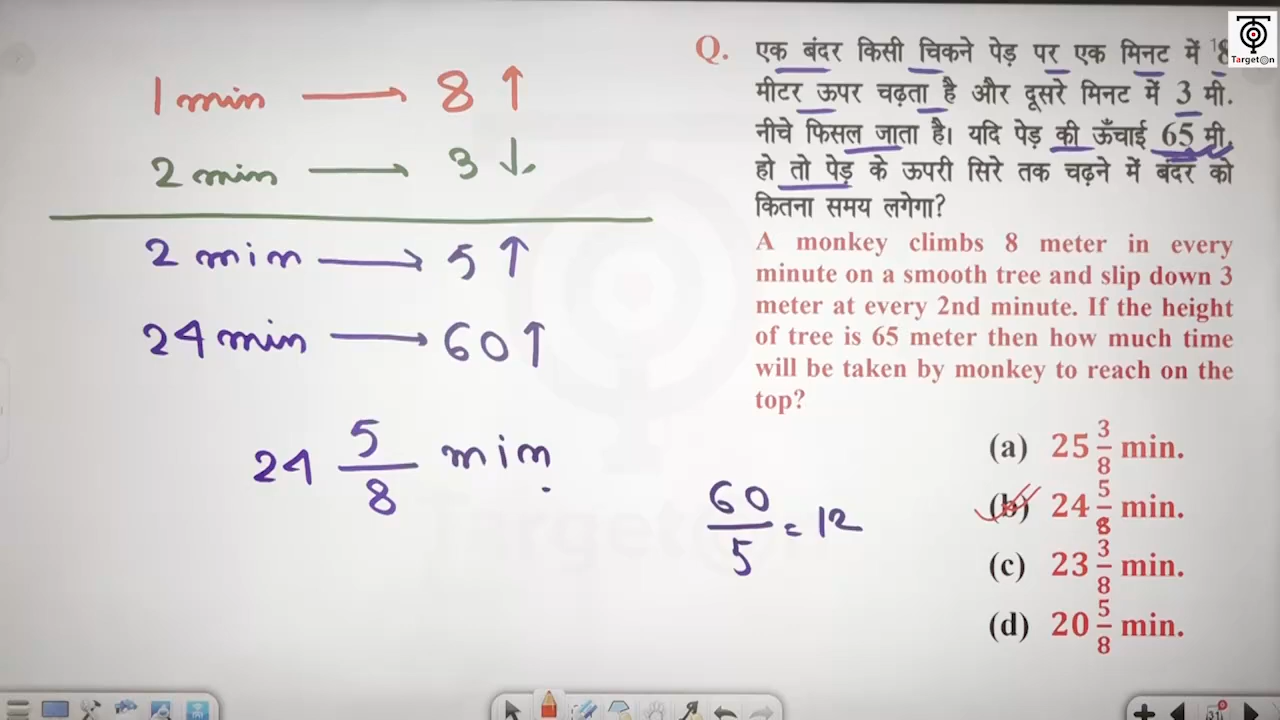 1 min → 8 ↑
2 min → 3 ↓
2 min → 5 ↑
24 min → 60 ↑
24 5/8 min.
60/5 = 12
TargetOn
Q. एक बंदर किसी चिकने पेड़ पर एक मिनट में 8
मीटर ऊपर चढ़ता है और दूसरे मिनट में 3 मी.
नीचे फिसल जाता है। यदि पेड़ की ऊँचाई 65 मी.
हो तो पेड़ के ऊपरी सिरे तक चढ़ने में बंदर को
कितना समय लगेगा?
A monkey climbs 8 meter in every
minute on a smooth tree and slip down 3
meter at every 2nd minute. If the height
of tree is 65 meter then how much time
will be taken by monkey to reach on the
top?
(a) 25 3/8 min.
(b) 24 5/8 min.
(c) 23 3/8 min.
(d) 20 5/8 min.